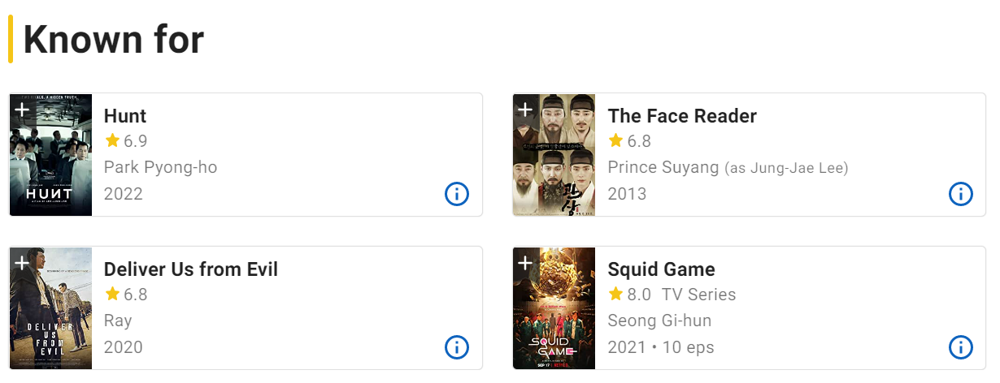 Known for
Hunt
6.9
Park Pyong-ho
2022
HUNT
The Face Reader
6.8
Prince Suyang (as Jung-Jae Lee)
2013
관상
Deliver Us from Evil
6.8
Ray
2020
DELIVER
US
FROM
EVIL
Squid Game
8.0 TV Series
Seong Gi-hun
2021 • 10 eps
SQUID
GAME
SEP 17